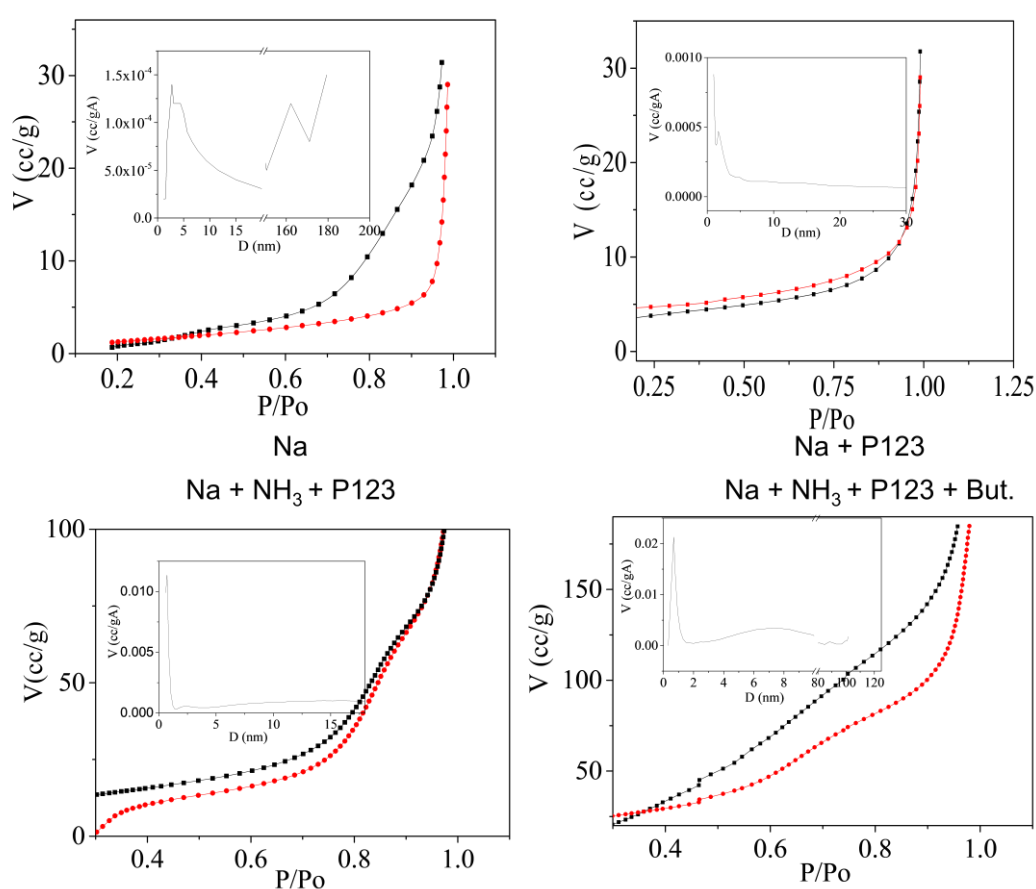 V (cc/g)
30
20
10
0
0.2
0.4
0.6
0.8
1.0
P/Po
V (cc/gA)
1.5x10⁻⁴
1.0x10⁻⁴
5.0x10⁻⁵
0.0
0
5
10
15
160
180
200
D (nm)
Na
V (cc/g)
30
20
10
0
0.25
0.50
0.75
1.00
1.25
P/Po
V (cc/gA)
0.0010
0.0005
0.0000
0
10
20
30
D (nm)
Na + P123
Na + NH₃ + P123
V(cc/g)
100
50
0
0.4
0.6
0.8
1.0
P/Po
V (cc/gA)
0.010
0.005
0.000
0
5
10
15
D (nm)
Na + NH₃ + P123 + But.
V (cc/g)
150
100
50
0.4
0.6
0.8
1.0
P/Po
V (cc/gA)
0.02
0.01
0.00
0
2
4
6
8
80
100
120
D (nm)